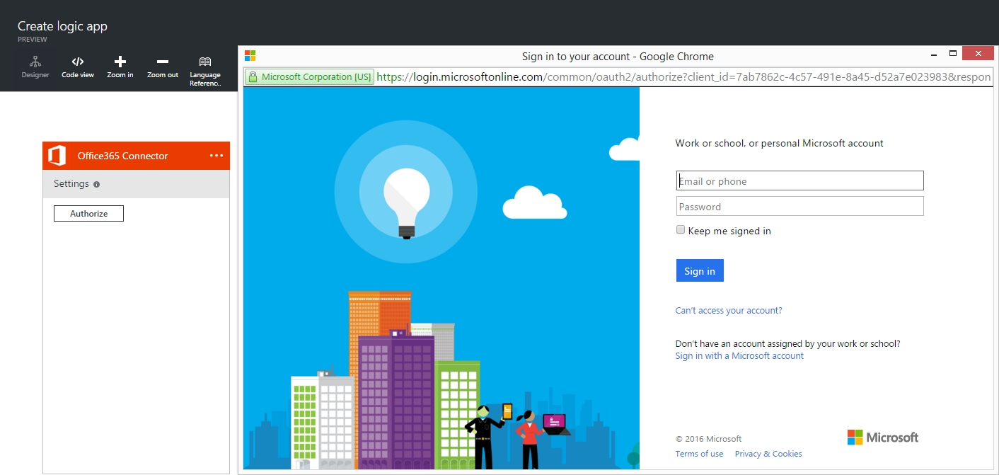 Create logic app
PREVIEW
Designer
Code view
Zoom in
Zoom out
Language
Referenc..
Office365 Connector
Settings
Authorize
Sign in to your account - Google Chrome
Microsoft Corporation [US]
https://login.microsoftonline.com/common/oauth2/authorize?client_id=7ab7862c-4c57-491e-8a45-d52a7e023983&respon
Work or school, or personal Microsoft account
Email or phone
Password
Keep me signed in
Sign in
Can't access your account?
Don't have an account assigned by your work or school?
Sign in with a Microsoft account
© 2016 Microsoft
Terms of use Privacy & Cookies
Microsoft